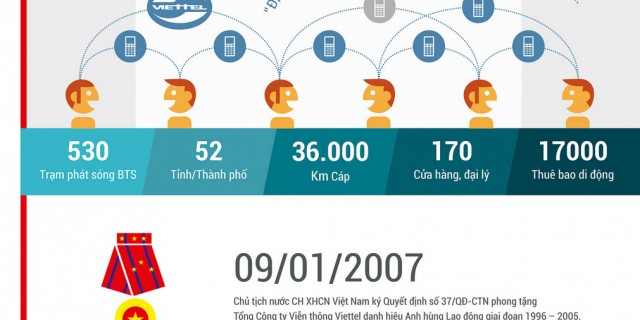 VIETTEL
"Đ
530
Trạm phát sóng BTS
52
Tỉnh/Thành phố
36.000
Km Cáp
170
Cửa hàng, đại lý
17000
Thuê bao di động
09/01/2007
Chủ tịch nước CH XHCN Việt Nam ký Quyết định số 37/QĐ-CTN phong tặng
Tổng Công ty Viễn thông Viettel danh hiệu Anh hùng Lao động giai đoạn 1996 – 2005.